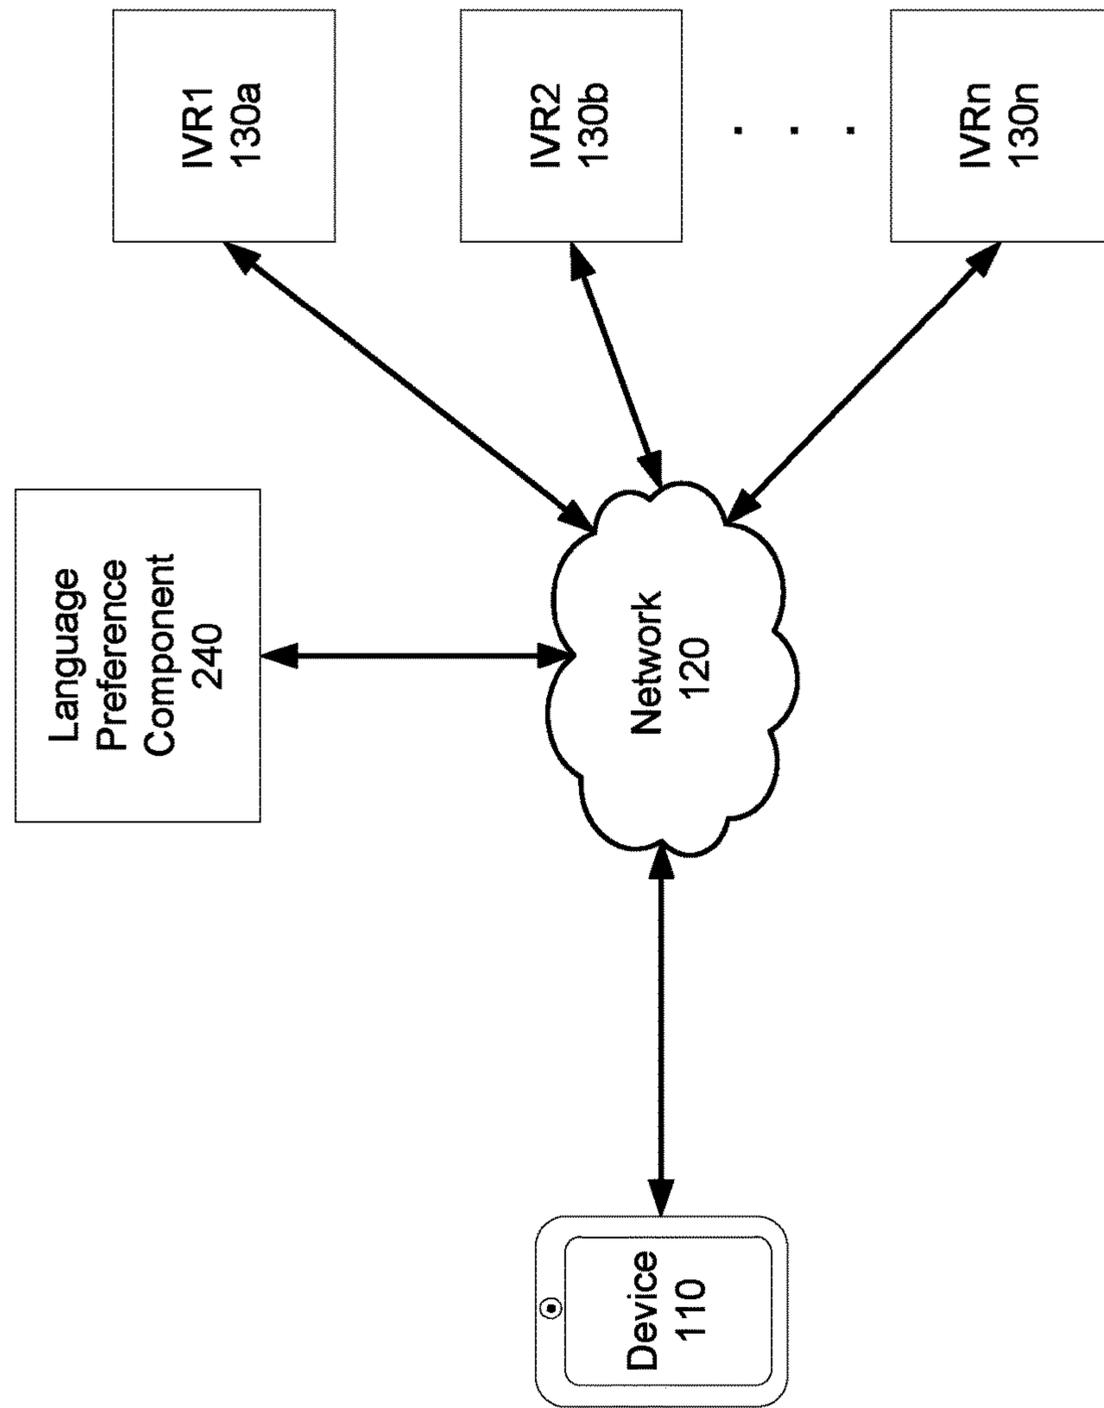 Language
Preference
Component
240
IVR1
130a
IVR2
130b
. . .
IVRn
130n
Network
120
Device
110